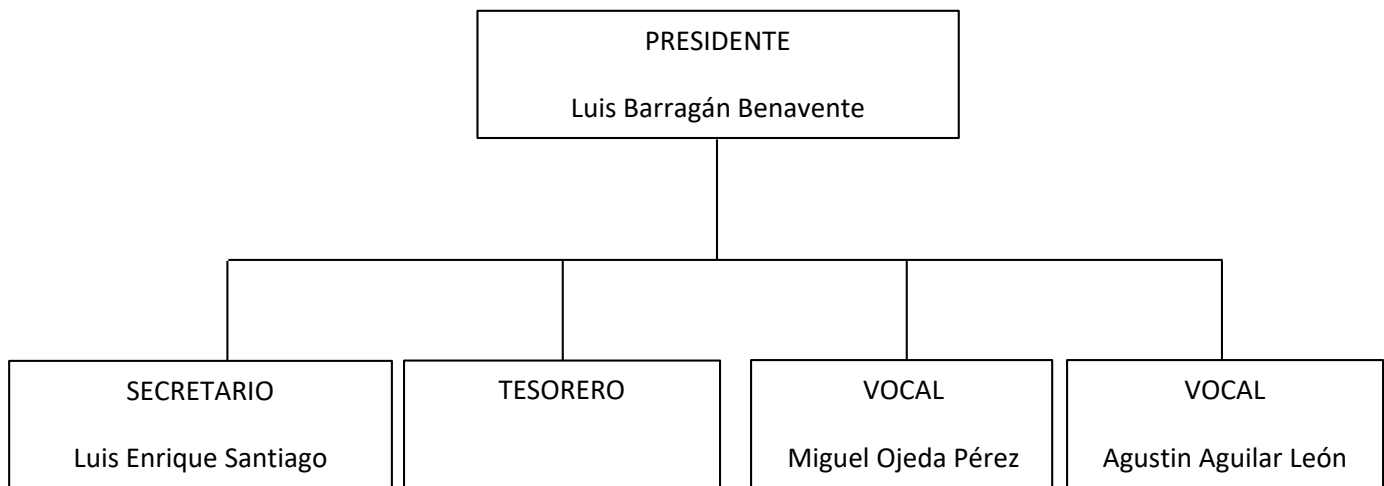 PRESIDENTE
Luis Barragán Benavente
SECRETARIO
Luis Enrique Santiago
TESORERO
VOCAL
Miguel Ojeda Pérez
VOCAL
Agustin Aguilar León